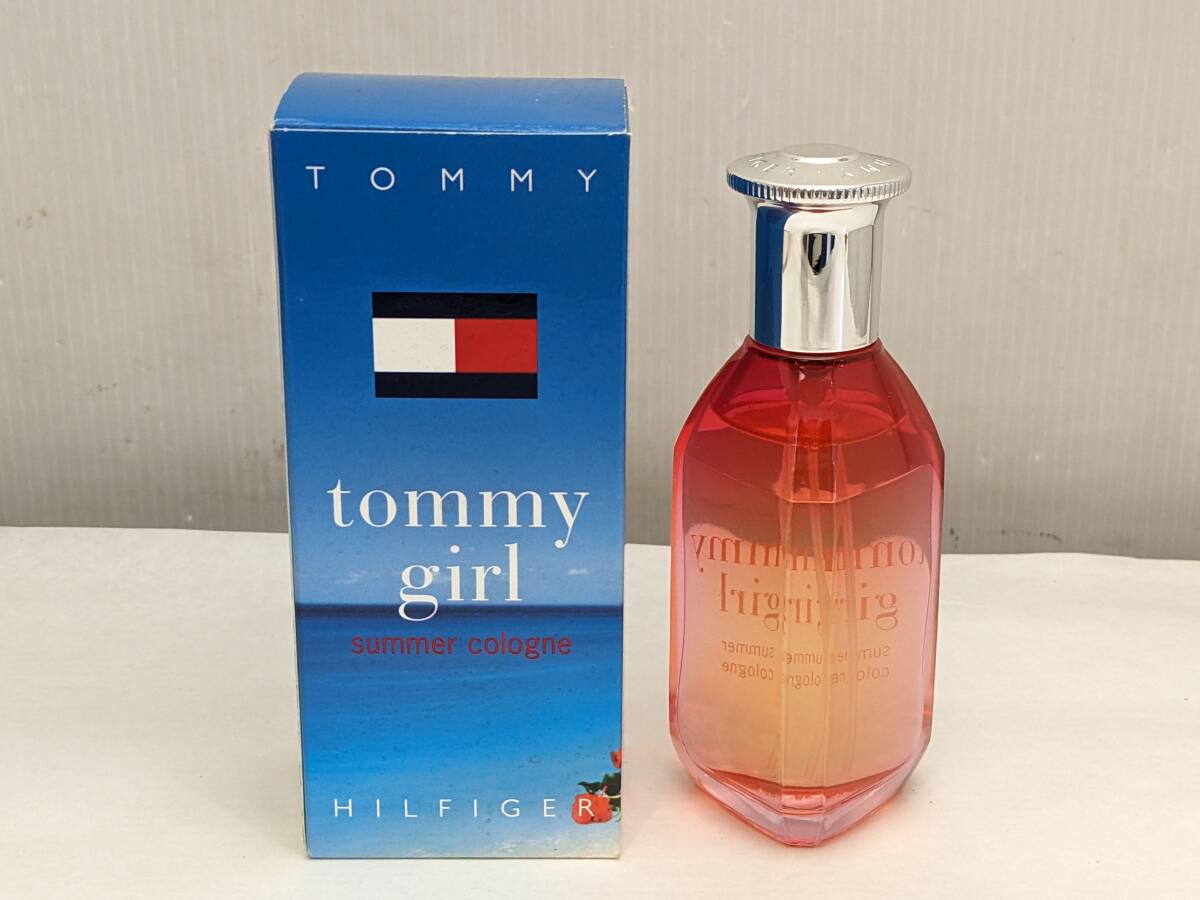 TOMMY
tommy
girl
summer cologne
HILFIGER
tommy
girl
summer
cologne